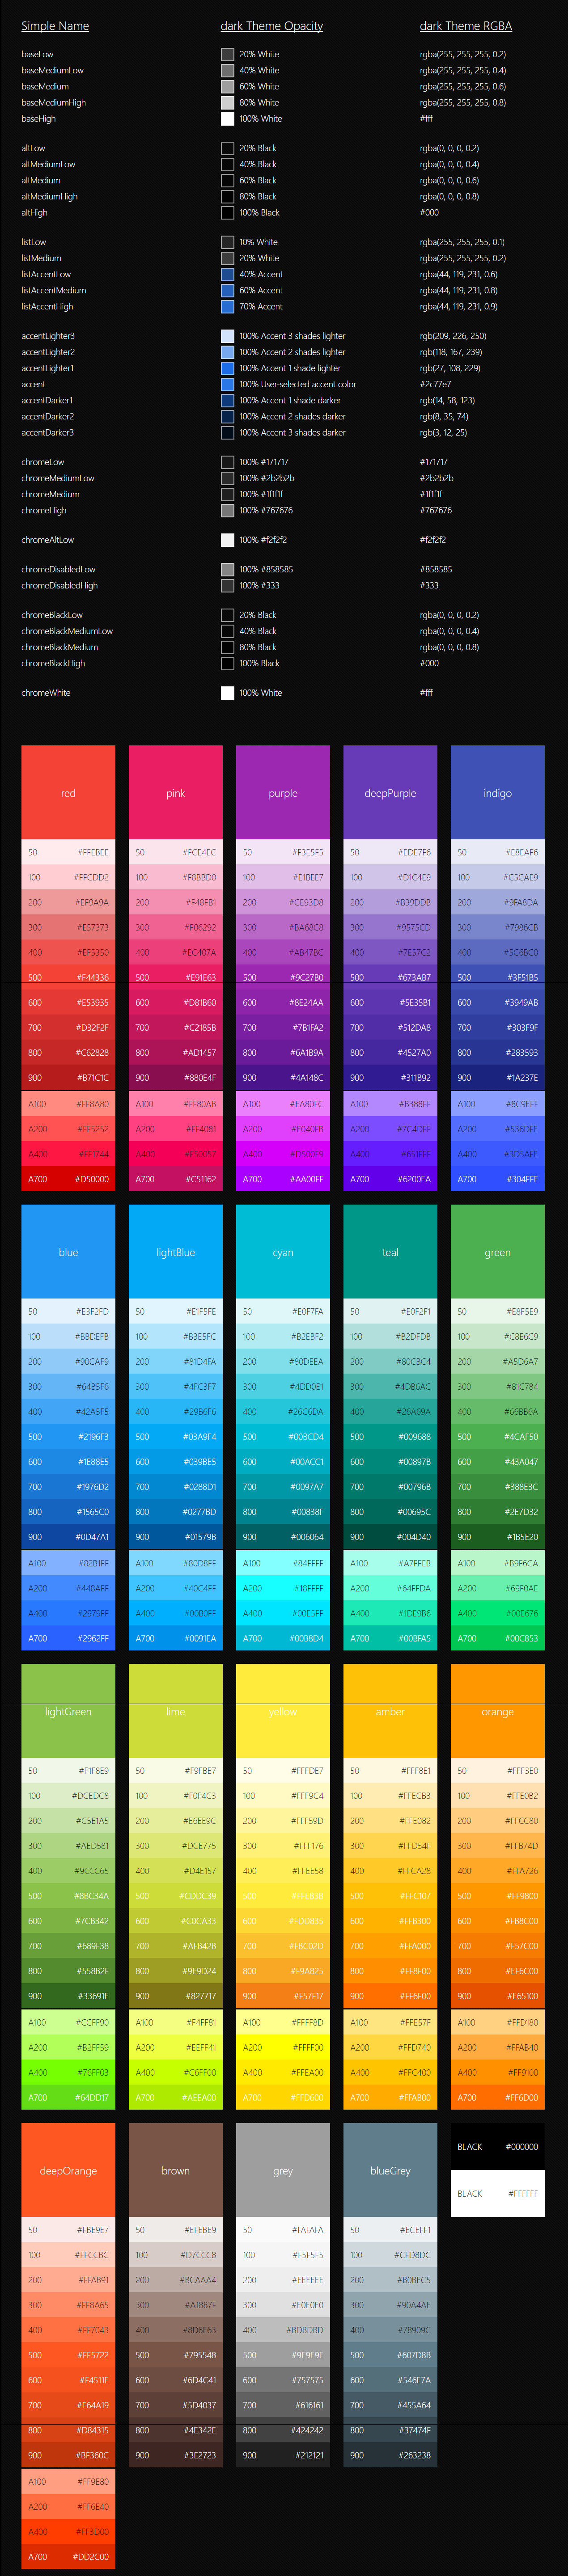 Simple Name dark Theme Opacity dark Theme RGBA
baseLow 20% White rgba(255, 255, 255, 0.2)
baseMediumLow 40% White rgba(255, 255, 255, 0.4)
baseMedium 60% White rgba(255, 255, 255, 0.6)
baseMediumHigh 80% White rgba(255, 255, 255, 0.8)
baseHigh 100% White #fff
altLow 20% Black rgba(0, 0, 0, 0.2)
altMediumLow 40% Black rgba(0, 0, 0, 0.4)
altMedium 60% Black rgba(0, 0, 0, 0.6)
altMediumHigh 80% Black rgba(0, 0, 0, 0.8)
altHigh 100% Black #000
listLow 10% White rgba(255, 255, 255, 0.1)
listMedium 20% White rgba(255, 255, 255, 0.2)
listAccentLow 40% Accent rgba(44, 119, 231, 0.6)
listAccentMedium 60% Accent rgba(44, 119, 231, 0.8)
listAccentHigh 70% Accent rgba(44, 119, 231, 0.9)
accentLighter3 100% Accent 3 shades lighter rgb(209, 226, 250)
accentLighter2 100% Accent 2 shades lighter rgb(118, 167, 239)
accentLighter1 100% Accent 1 shade lighter rgb(27, 108, 229)
accent 100% User-selected accent color #2c77e7
accentDarker1 100% Accent 1 shade darker rgb(14, 58, 123)
accentDarker2 100% Accent 2 shades darker rgb(8, 35, 74)
accentDarker3 100% Accent 3 shades darker rgb(3, 12, 25)
chromeLow 100% #171717 #171717
chromeMediumLow 100% #2b2b2b #2b2b2b
chromeMedium 100% #1f1f1f #1f1f1f
chromeHigh 100% #767676 #767676
chromeAltLow 100% #f2f2f2 #f2f2f2
chromeDisabledLow 100% #858585 #858585
chromeDisabledHigh 100% #333 #333
chromeBlackLow 20% Black rgba(0, 0, 0, 0.2)
chromeBlackMediumLow 40% Black rgba(0, 0, 0, 0.4)
chromeBlackMedium 80% Black rgba(0, 0, 0, 0.8)
chromeBlackHigh 100% Black #000
chromeWhite 100% White #fff
red pink purple deepPurple indigo
50 #FFEBEE 50 #FCE4EC 50 #F3E5F5 50 #EDE7F6 50 #E8EAF6
100 #FFCDD2 100 #F8BBD0 100 #E1BEE7 100 #D1C4E9 100 #C5CAE9
200 #EF9A9A 200 #F48FB1 200 #CE93D8 200 #B39DDB 200 #9FA8DA
300 #E57373 300 #F06292 300 #BA68C8 300 #9575CD 300 #7986CB
400 #EF5350 400 #EC407A 400 #AB47BC 400 #7E57C2 400 #5C6BC0
500 #F44336 500 #E91E63 500 #9C27B0 500 #673AB7 500 #3F51B5
600 #E53935 600 #D81B60 600 #8E24AA 600 #5E35B1 600 #3949AB
700 #D32F2F 700 #C2185B 700 #7B1FA2 700 #512DA8 700 #303F9F
800 #C62828 800 #AD1457 800 #6A1B9A 800 #4527A0 800 #283593
900 #B71C1C 900 #880E4F 900 #4A148C 900 #311B92 900 #1A237E
A100 #FF8A80 A100 #FF80AB A100 #EA80FC A100 #B388FF A100 #8C9EFF
A200 #FF5252 A200 #FF4081 A200 #E040FB A200 #7C4DFF A200 #536DFE
A400 #FF1744 A400 #F50057 A400 #D500F9 A400 #651FFF A400 #3D5AFE
A700 #D50000 A700 #C51162 A700 #AA00FF A700 #6200EA A700 #304FFE
blue lightBlue cyan teal green
50 #E3F2FD 50 #E1F5FE 50 #E0F7FA 50 #E0F2F1 50 #E8F5E9
100 #BBDEFB 100 #B3E5FC 100 #B2EBF2 100 #B2DFDB 100 #C8E6C9
200 #90CAF9 200 #81D4FA 200 #80DEEA 200 #80CBC4 200 #A5D6A7
300 #64B5F6 300 #4FC3F7 300 #4DD0E1 300 #4DB6AC 300 #81C784
400 #42A5F5 400 #29B6F6 400 #26C6DA 400 #26A69A 400 #66BB6A
500 #2196F3 500 #03A9F4 500 #00BCD4 500 #009688 500 #4CAF50
600 #1E88E5 600 #039BE5 600 #00ACC1 600 #00897B 600 #43A047
700 #1976D2 700 #0288D1 700 #0097A7 700 #00796B 700 #388E3C
800 #1565C0 800 #0277BD 800 #00838F 800 #00695C 800 #2E7D32
900 #0D47A1 900 #01579B 900 #006064 900 #004D40 900 #1B5E20
A100 #82B1FF A100 #80D8FF A100 #84FFFF A100 #A7FFEB A100 #B9F6CA
A200 #448AFF A200 #40C4FF A200 #18FFFF A200 #64FFDA A200 #69F0AE
A400 #2979FF A400 #00B0FF A400 #00E5FF A400 #1DE9B6 A400 #00E676
A700 #2962FF A700 #0091EA A700 #00B8D4 A700 #00BFA5 A700 #00C853
lightGreen lime yellow amber orange
50 #F1F8E9 50 #F9FBE7 50 #FFFDE7 50 #FFF8E1 50 #FFF3E0
100 #DCEDC8 100 #F0F4C3 100 #FFF9C4 100 #FFECB3 100 #FFE0B2
200 #C5E1A5 200 #E6EE9C 200 #FFF59D 200 #FFE082 200 #FFCC80
300 #AED581 300 #DCE775 300 #FFF176 300 #FFD54F 300 #FFB74D
400 #9CCC65 400 #D4E157 400 #FFEE58 400 #FFCA28 400 #FFA726
500 #8BC34A 500 #CDDC39 500 #FFEB3B 500 #FFC107 500 #FF9800
600 #7CB342 600 #C0CA33 600 #FDD835 600 #FFB300 600 #FB8C00
700 #689F38 700 #AFB42B 700 #FBC02D 700 #FFA000 700 #F57C00
800 #558B2F 800 #9E9D24 800 #F9A825 800 #FF8F00 800 #EF6C00
900 #33691E 900 #827717 900 #F57F17 900 #FF6F00 900 #E65100
A100 #CCFF90 A100 #F4FF81 A100 #FFFF8D A100 #FFE57F A100 #FFD180
A200 #B2FF59 A200 #EEFF41 A200 #FFFF00 A200 #FFD740 A200 #FFAB40
A400 #76FF03 A400 #C6FF00 A400 #FFEA00 A400 #FFC400 A400 #FF9100
A700 #64DD17 A700 #AEEA00 A700 #FFD600 A700 #FFAB00 A700 #FF6D00
deepOrange brown grey blueGrey BLACK #000000
BLACK #FFFFFF
50 #FBE9E7 50 #EFEBE9 50 #FAFAFA 50 #ECEFF1
100 #FFCCBC 100 #D7CCC8 100 #F5F5F5 100 #CFD8DC
200 #FFAB91 200 #BCAAA4 200 #EEEEEE 200 #B0BEC5
300 #FF8A65 300 #A1887F 300 #E0E0E0 300 #90A4AE
400 #FF7043 400 #8D6E63 400 #BDBDBD 400 #78909C
500 #FF5722 500 #795548 500 #9E9E9E 500 #607D8B
600 #F4511E 600 #6D4C41 600 #757575 600 #546E7A
700 #E64A19 700 #5D4037 700 #616161 700 #455A64
800 #D84315 800 #4E342E 800 #424242 800 #37474F
900 #BF360C 900 #3E2723 900 #212121 900 #263238
A100 #FF9E80
A200 #FF6E40
A400 #FF3D00
A700 #DD2C00